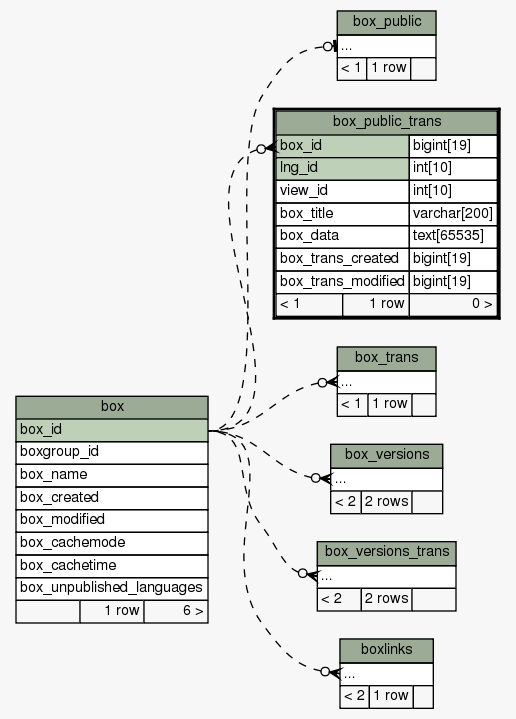 box_public
...
< 1 1 row
box_public_trans
box_id bigint[19]
lng_id int[10]
view_id int[10]
box_title varchar[200]
box_data text[65535]
box_trans_created bigint[19]
box_trans_modified bigint[19]
< 1 1 row 0 >
box_trans
...
< 1 1 row
box
box_id
boxgroup_id
box_name
box_created
box_modified
box_cachemode
box_cachetime
box_unpublished_languages
1 row 6 >
box_versions
...
< 2 2 rows
box_versions_trans
...
< 2 2 rows
boxlinks
...
< 2 1 row